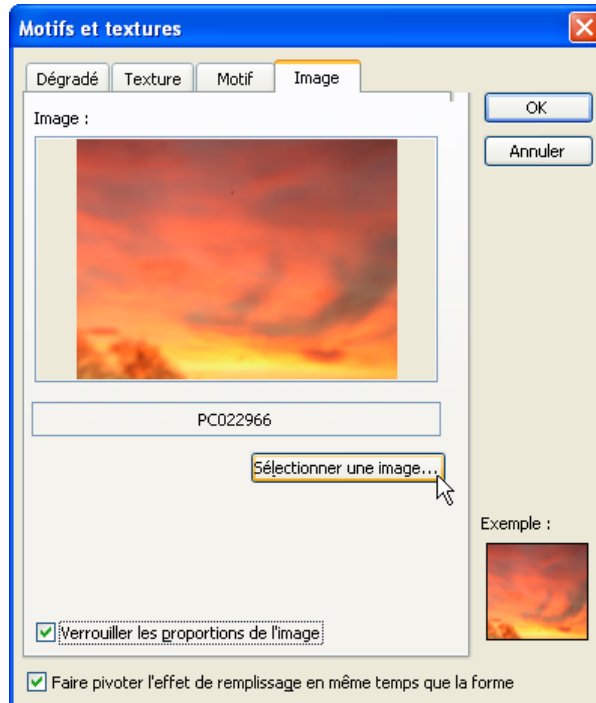 Motifs et textures
Dégradé Texture Motif Image
Image :
OK
Annuler
PC022966
Sélectionner une image...
Exemple :
Verrouiller les proportions de l'image
Faire pivoter l'effet de remplissage en même temps que la forme